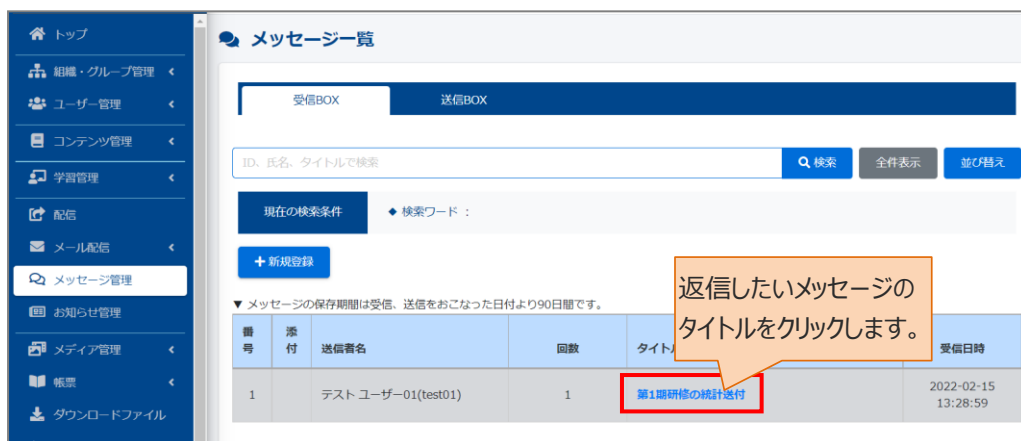 トップ
組織・グループ管理
ユーザー管理
コンテンツ管理
学習管理
配信
メール配信
メッセージ管理
お知らせ管理
メディア管理
帳票
ダウンロードファイル
メッセージ一覧
受信BOX 送信BOX
ID、氏名、タイトルで検索 検索 全件表示 並び替え
現在の検索条件 ◆ 検索ワード :
+ 新規登録
返信したいメッセージの
タイトルをクリックします。
▼ メッセージの保存期間は受信、送信をおこなった日付より90日間です。
番号 添付 送信者名 回数 タイトル 受信日時
1 テスト ユーザー01(test01) 1 第1期研修の統計送付 2022-02-15
13:28:59